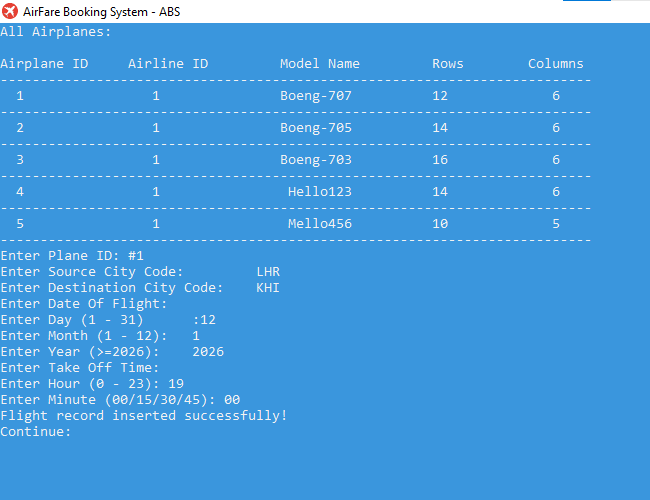 AirFare Booking System - ABS
All Airplanes:
Airplane ID     Airline ID         Model Name         Rows        Columns
--------------------------------------------------------------------------
  1                1               Boeng-707         12             6
--------------------------------------------------------------------------
  2                1               Boeng-705         14             6
--------------------------------------------------------------------------
  3                1               Boeng-703         16             6
--------------------------------------------------------------------------
  4                1                Hello123         14             6
--------------------------------------------------------------------------
  5                1                Mello456         10             5
--------------------------------------------------------------------------
Enter Plane ID: #1
Enter Source City Code:         LHR
Enter Destination City Code:    KHI
Enter Date Of Flight:
Enter Day (1 - 31)      :12
Enter Month (1 - 12):   1
Enter Year (>=2026):    2026
Enter Take Off Time:
Enter Hour (0 - 23): 19
Enter Minute (00/15/30/45): 00
Flight record inserted successfully!
Continue: